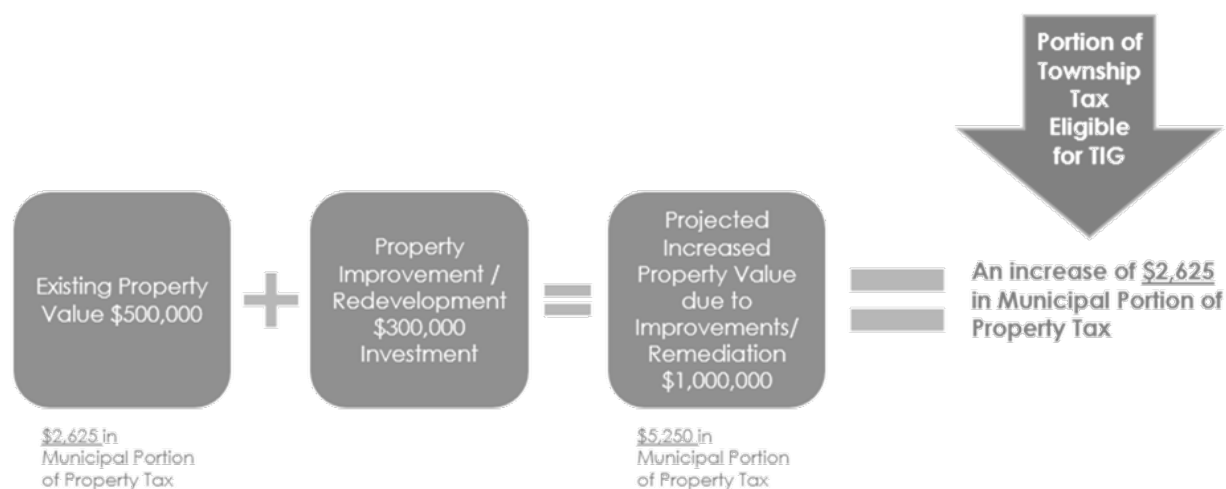 Portion of
Township
Tax
Eligible
for TIG
Existing Property
Value $500,000
Property
Improvement /
Redevelopment
$300,000
Investment
Projected
Increased
Property Value
due to
Improvements/
Remediation
$1,000,000
An increase of $2,625
in Municipal Portion of
Property Tax
$2,625 in
Municipal Portion
of Property Tax
$5,250 in
Municipal Portion
of Property Tax